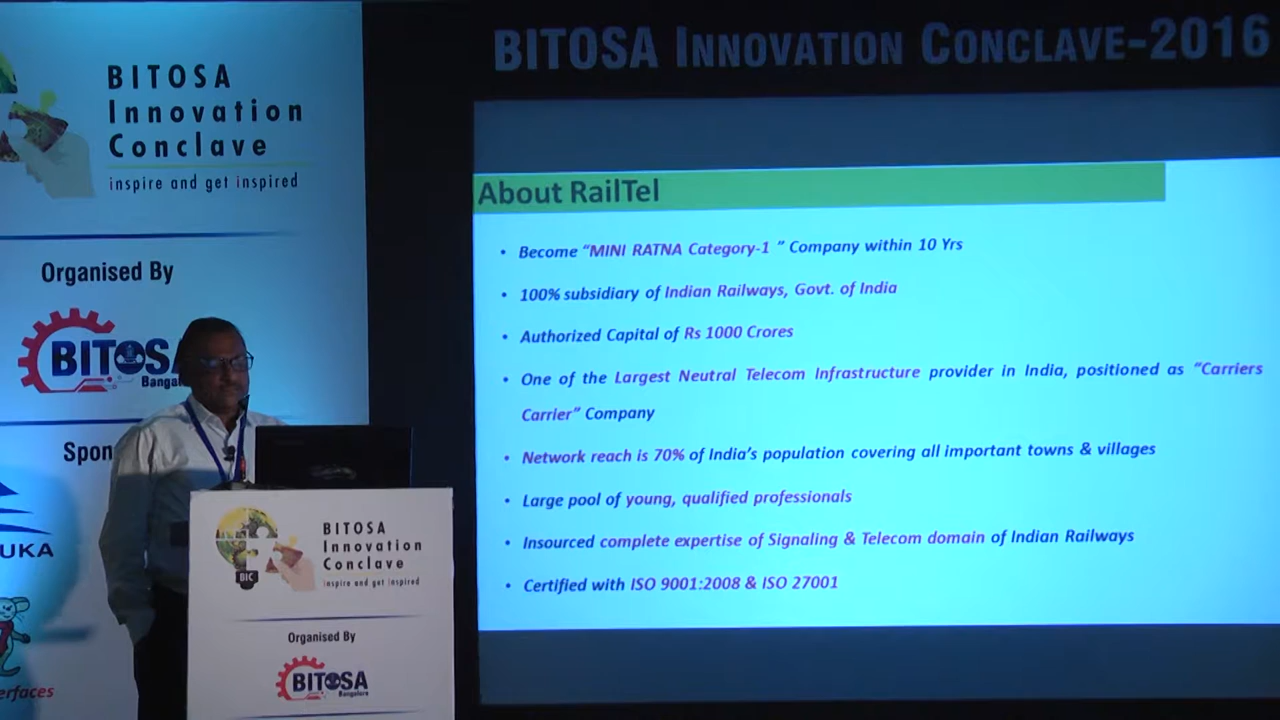 BITOSA INNOVATION CONCLAVE-2016
BITOSA
Innovation
Conclave
inspire and get inspired
Organised By
BITOSA
Bangal
Spon
UKA
erfaces
About RailTel
• Become “MINI RATNA Category-1 ” Company within 10 Yrs
• 100% subsidiary of Indian Railways, Govt. of India
• Authorized Capital of Rs 1000 Crores
• One of the Largest Neutral Telecom Infrastructure provider in India, positioned as “Carriers
Carrier” Company
• Network reach is 70% of India’s population covering all important towns & villages
• Large pool of young, qualified professionals
• Insourced complete expertise of Signaling & Telecom domain of Indian Railways
• Certified with ISO 9001:2008 & ISO 27001
BIC
BITOSA
Innovation
Conclave
inspire and get inspired
Organised By
BITOSA
Bangalore